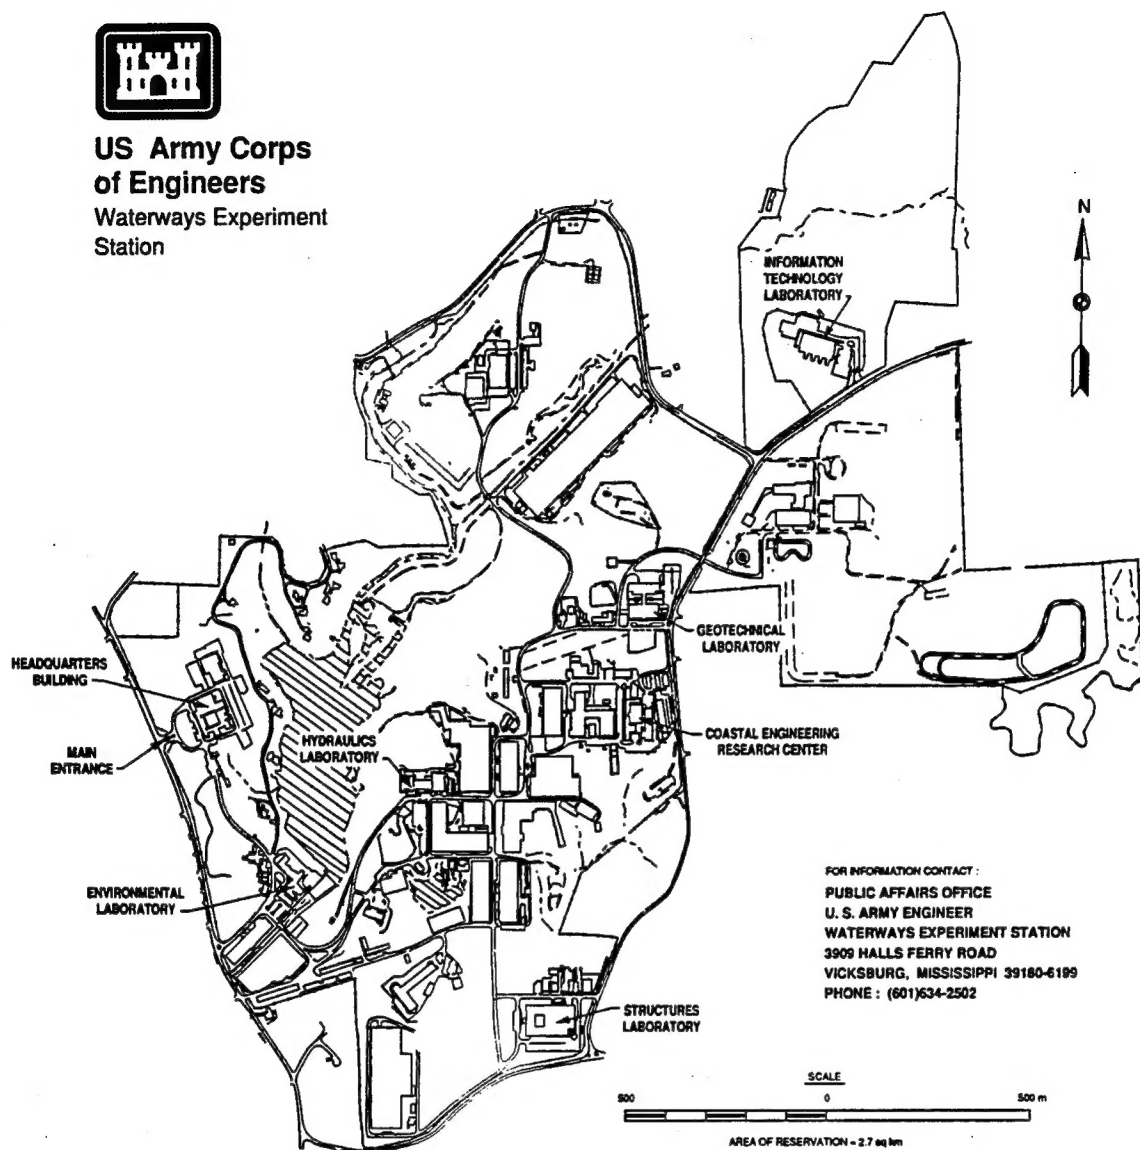 US Army Corps
of Engineers
Waterways Experiment
Station
N
INFORMATION
TECHNOLOGY
LABORATORY
GEOTECHNICAL
LABORATORY
HEADQUARTERS
BUILDING
MAIN
ENTRANCE
HYDRAULICS
LABORATORY
COASTAL ENGINEERING
RESEARCH CENTER
ENVIRONMENTAL
LABORATORY
STRUCTURES
LABORATORY
FOR INFORMATION CONTACT :
PUBLIC AFFAIRS OFFICE
U. S. ARMY ENGINEER
WATERWAYS EXPERIMENT STATION
3909 HALLS FERRY ROAD
VICKSBURG, MISSISSIPPI 39180-6199
PHONE : (601)634-2502
SCALE
500 0 500 m
AREA OF RESERVATION = 2.7 sq km